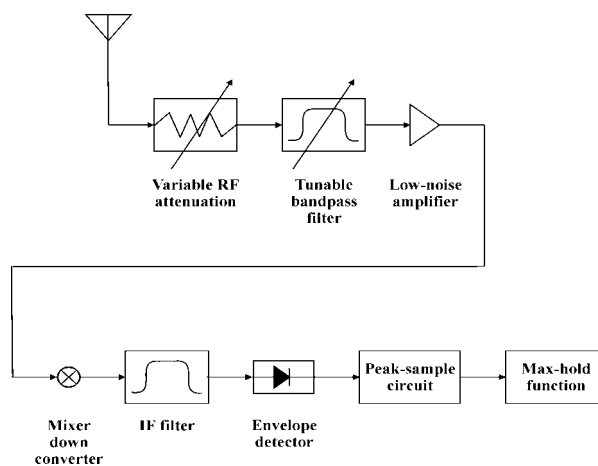 Variable RF
attenuation
Tunable
bandpass
filter
Low-noise
amplifier
Mixer
down
converter
IF filter
Envelope
detector
Peak-sample
circuit
Max-hold
function